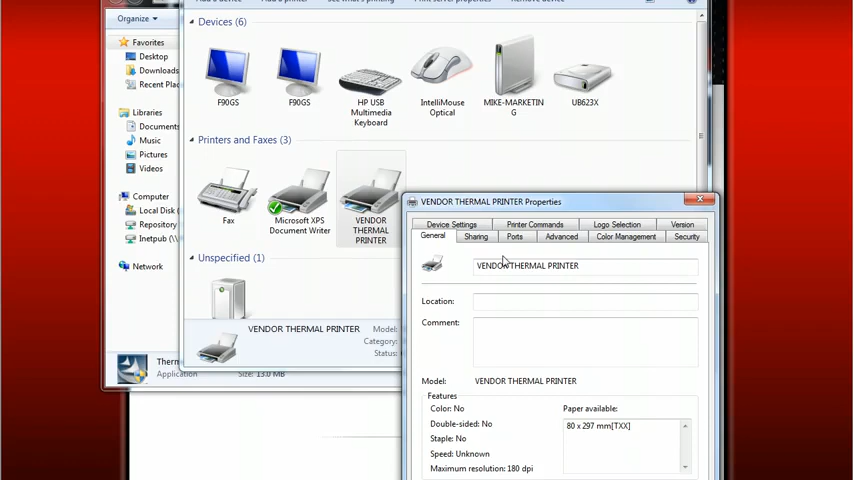 Organize
Favorites
Desktop
Downloads
Recent Plac
Libraries
Documents
Music
Pictures
Videos
Computer
Local Disk (
Repository
Inetpub (\\
Network
Devices (6)
F90GS
F90GS
HP USB
Multimedia
Keyboard
IntelliMouse
Optical
MIKE-MARKETIN
G
UB623X
Printers and Faxes (3)
Fax
Microsoft XPS
Document Writer
VENDOR
THERMAL
PRINTER
Unspecified (1)
VENDOR THERMAL PRINTER
Model:
Category:
Status:
Therm
Application
Size: 13.0 MB
VENDOR THERMAL PRINTER Properties
Device Settings
Printer Commands
Logo Selection
Version
General
Sharing
Ports
Advanced
Color Management
Security
VENDOR THERMAL PRINTER
Location:
Comment:
Model:
VENDOR THERMAL PRINTER
Features
Color: No
Double-sided: No
Staple: No
Speed: Unknown
Maximum resolution: 180 dpi
Paper available:
80 x 297 mm[TXX]